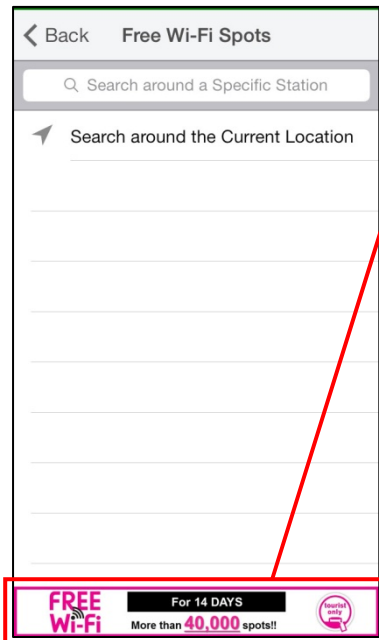 Back Free Wi-Fi Spots
Search around a Specific Station
Search around the Current Location
FREE
Wi-Fi
For 14 DAYS
More than 40,000 spots!!
tourist
only